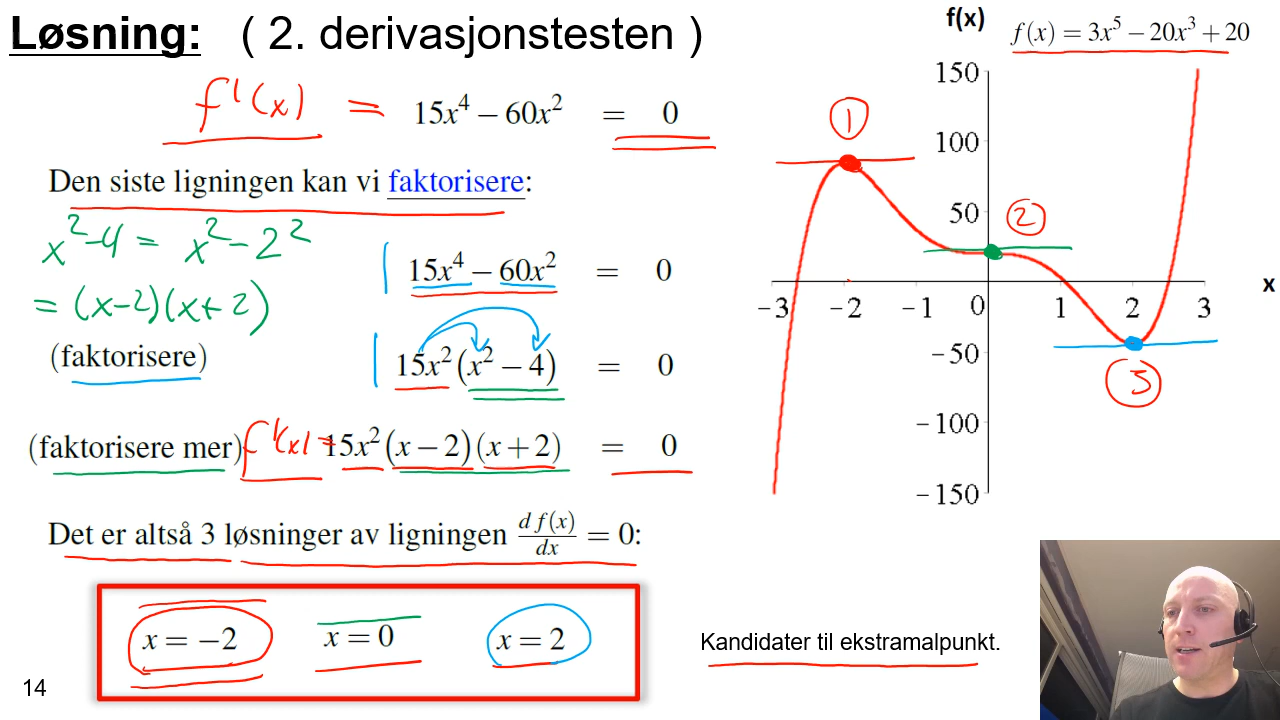 Løsning: ( 2. derivasjonstesten )
f'(x) = 15x⁴ − 60x² = 0
Den siste ligningen kan vi faktorisere:
x²-4 = x²-2²
= (x-2)(x+2)
15x⁴ − 60x² = 0
(faktorisere) 15x²(x² − 4) = 0
(faktorisere mer) f'(x) = 15x²(x − 2)(x + 2) = 0
Det er altså 3 løsninger av ligningen df(x)/dx = 0:
x = −2 x = 0 x = 2
14
f(x)
f(x) = 3x⁵ − 20x³ + 20
150
100
50
−3 −2 −1 0 1 2 3
x
−50
−100
−150
1
2
3
Kandidater til ekstramalpunkt.